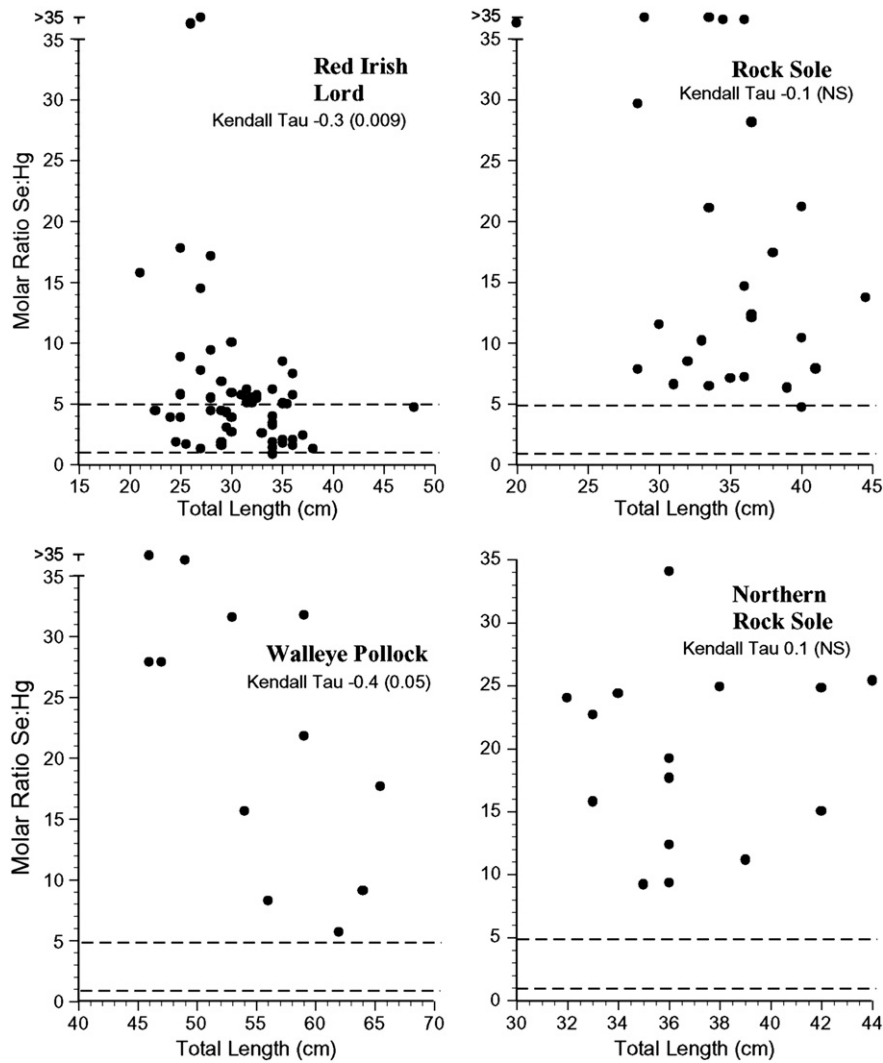 >35
35
30
25
20
15
10
5
0
Molar Ratio Se:Hg
Red Irish
Lord
Kendall Tau -0.3 (0.009)
15 20 25 30 35 40 45 50
Total Length (cm)
>35
35
30
25
20
15
10
5
0
Rock Sole
Kendall Tau -0.1 (NS)
20 25 30 35 40 45
Total Length (cm)
>35
35
30
25
20
15
10
5
0
Molar Ratio Se:Hg
Walleye Pollock
Kendall Tau -0.4 (0.05)
40 45 50 55 60 65 70
Total Length (cm)
35
30
25
20
15
10
5
0
Northern
Rock Sole
Kendall Tau 0.1 (NS)
30 32 34 36 38 40 42 44
Total Length (cm)